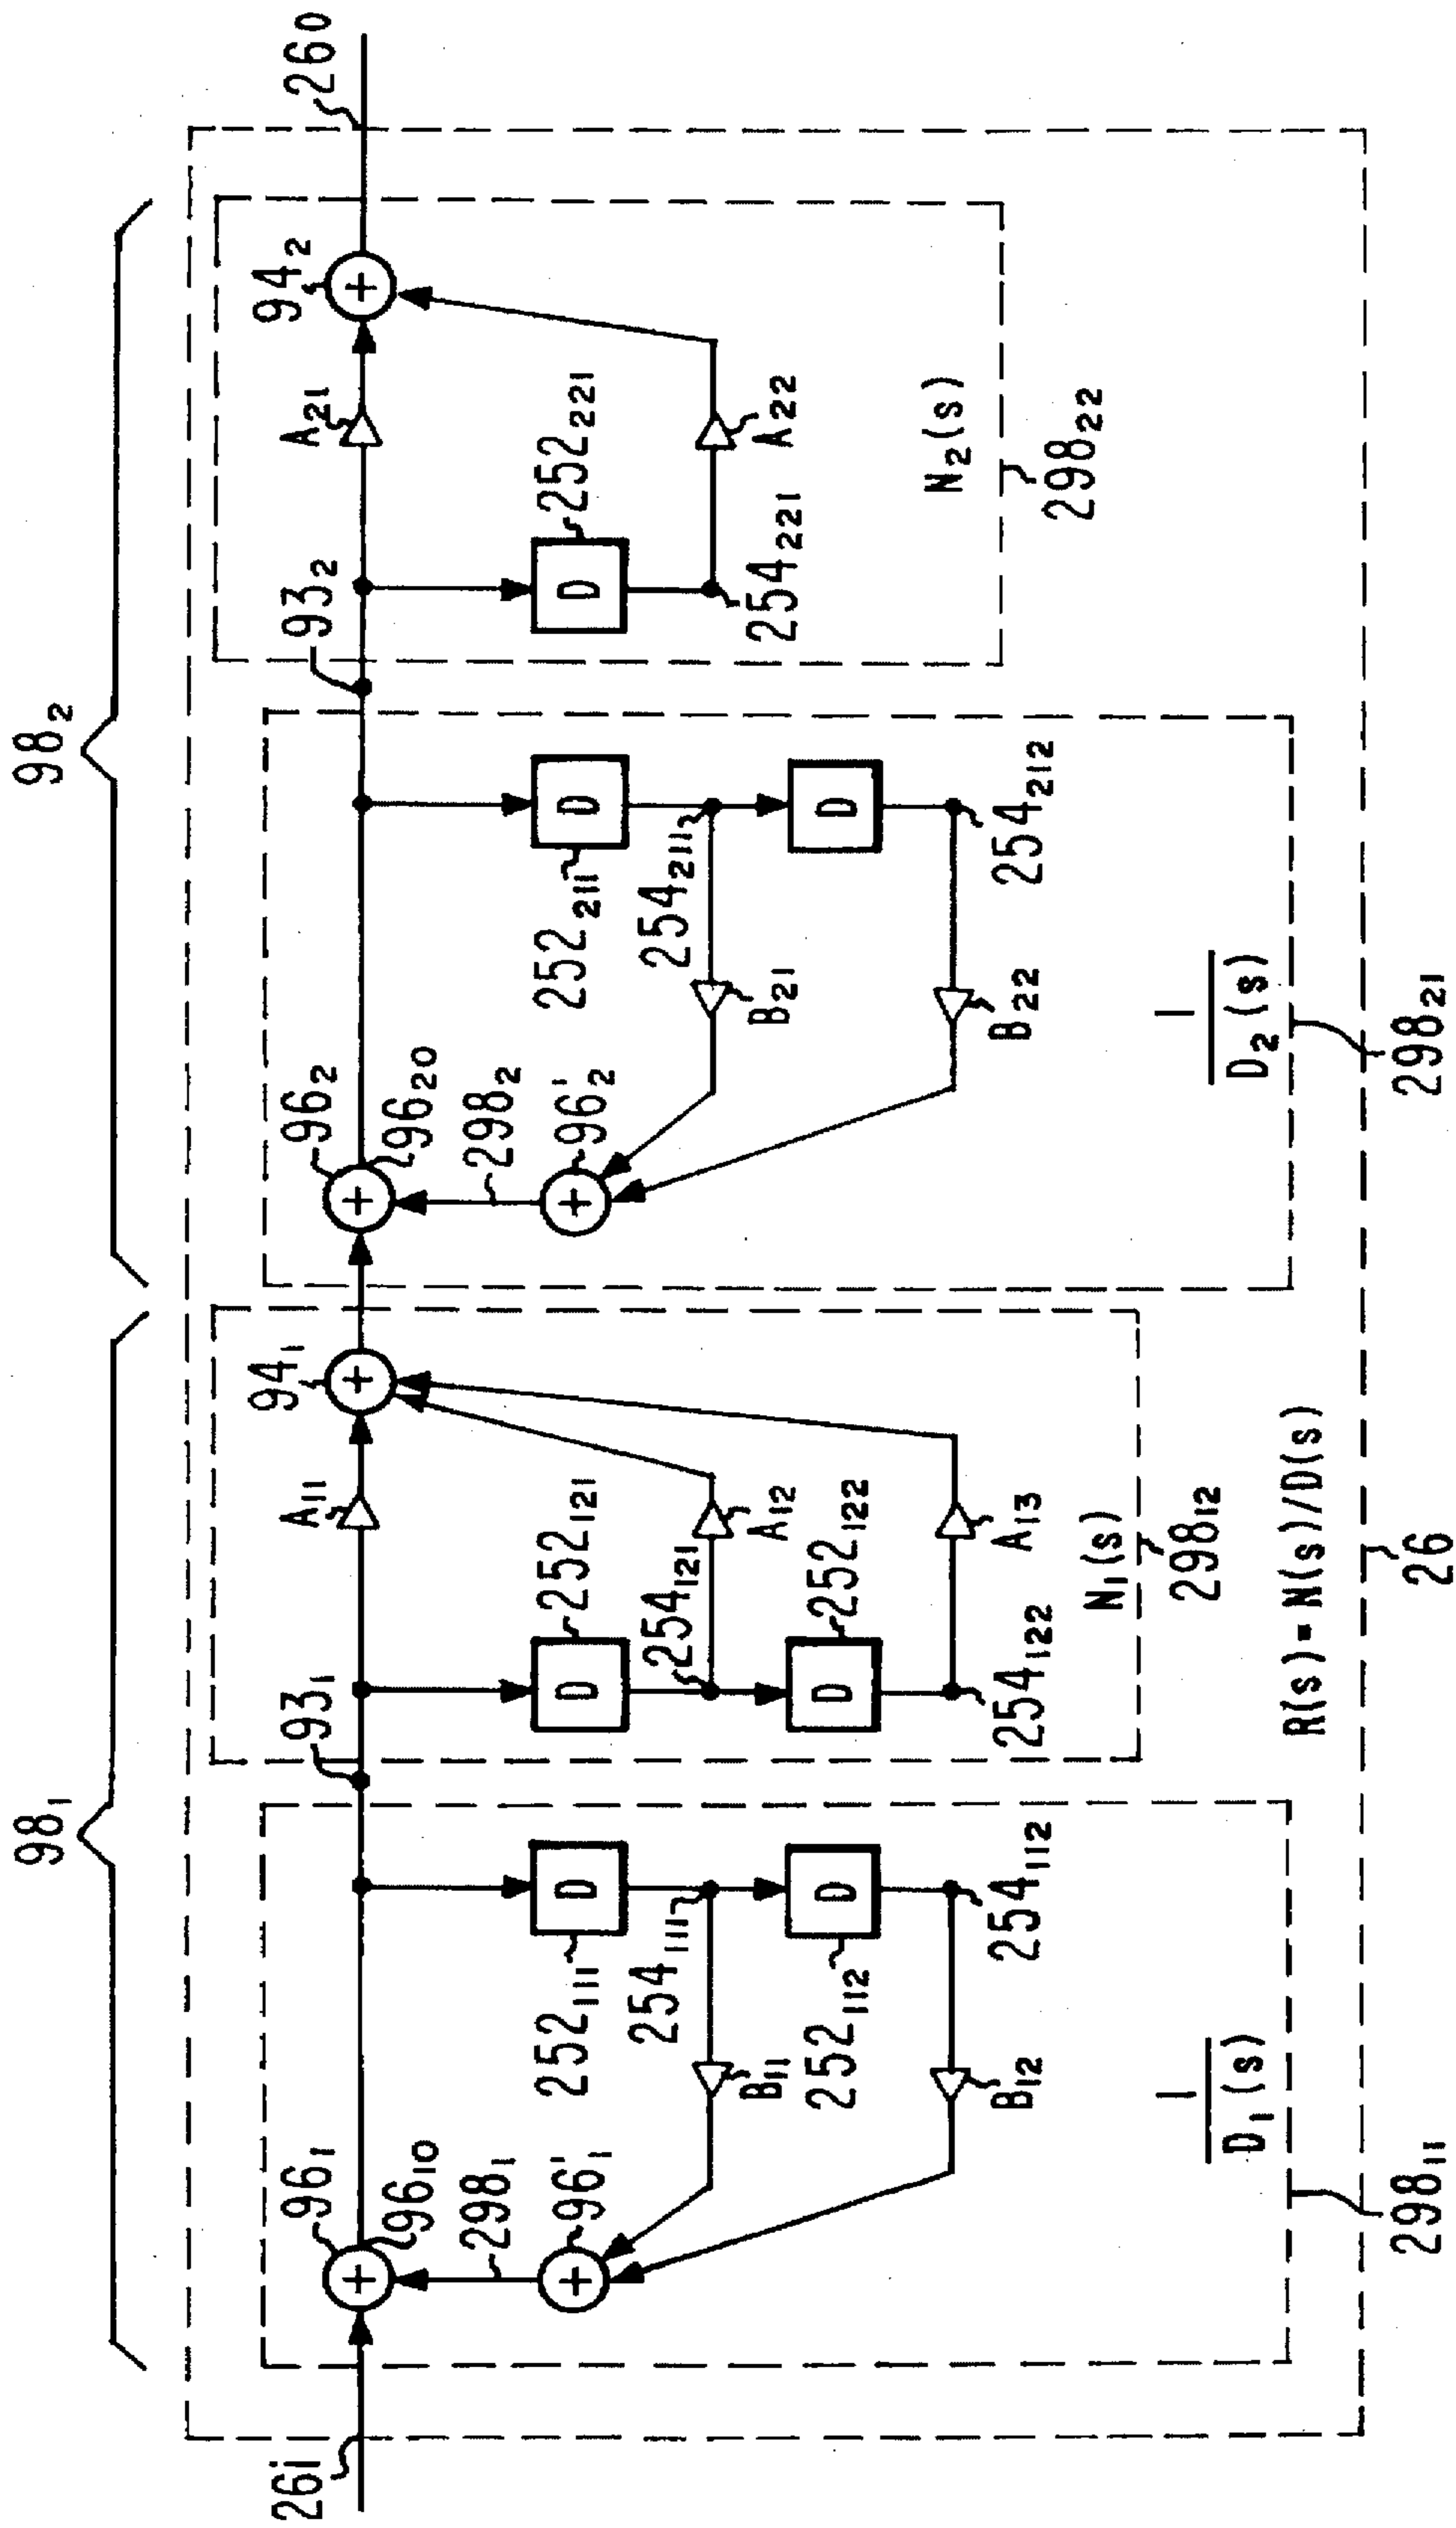 98₁
98₂
26i
96₁
96₁₀
298₁
96'₁
252₁₁₁
D
254₁₁₁
B₁₁
252₁₁₂
D
254₁₁₂
B₁₂
1
D₁(s)
298₁₁
93₁
A₁₁
94₁
D
252₁₂₁
254₁₂₁
A₁₂
D
252₁₂₂
254₁₂₂
A₁₃
N₁(s)
298₁₂
96₂
96₂₀
298₂
96'₂
252₂₁₁
D
254₂₁₁
B₂₁
D
254₂₁₂
B₂₂
1
D₂(s)
298₂₁
93₂
A₂₁
94₂
D
252₂₂₁
254₂₂₁
A₂₂
N₂(s)
298₂₂
26⁰
R(s) = N(s)/D(s)
26